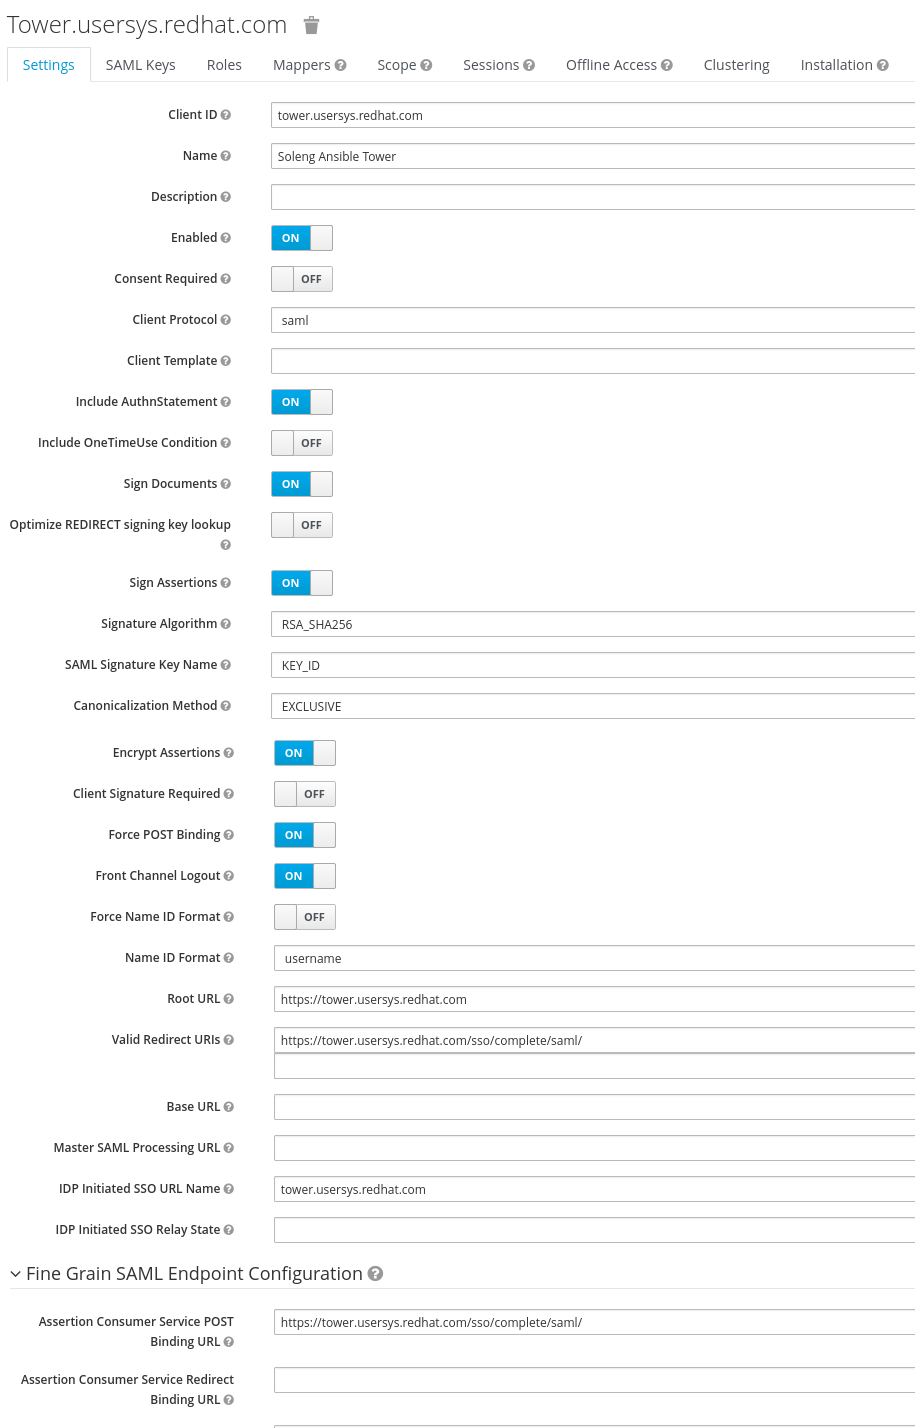 Tower.usersys.redhat.com
Settings SAML Keys Roles Mappers Scope Sessions Offline Access Clustering Installation
Client ID tower.usersys.redhat.com
Name Soleng Ansible Tower
Description
Enabled ON
Consent Required OFF
Client Protocol saml
Client Template
Include AuthnStatement ON
Include OneTimeUse Condition OFF
Sign Documents ON
Optimize REDIRECT signing key lookup OFF
Sign Assertions ON
Signature Algorithm RSA_SHA256
SAML Signature Key Name KEY_ID
Canonicalization Method EXCLUSIVE
Encrypt Assertions ON
Client Signature Required OFF
Force POST Binding ON
Front Channel Logout ON
Force Name ID Format OFF
Name ID Format username
Root URL https://tower.usersys.redhat.com
Valid Redirect URIs https://tower.usersys.redhat.com/sso/complete/saml/
Base URL
Master SAML Processing URL
IDP Initiated SSO URL Name tower.usersys.redhat.com
IDP Initiated SSO Relay State
Fine Grain SAML Endpoint Configuration
Assertion Consumer Service POST https://tower.usersys.redhat.com/sso/complete/saml/
Binding URL
Assertion Consumer Service Redirect
Binding URL